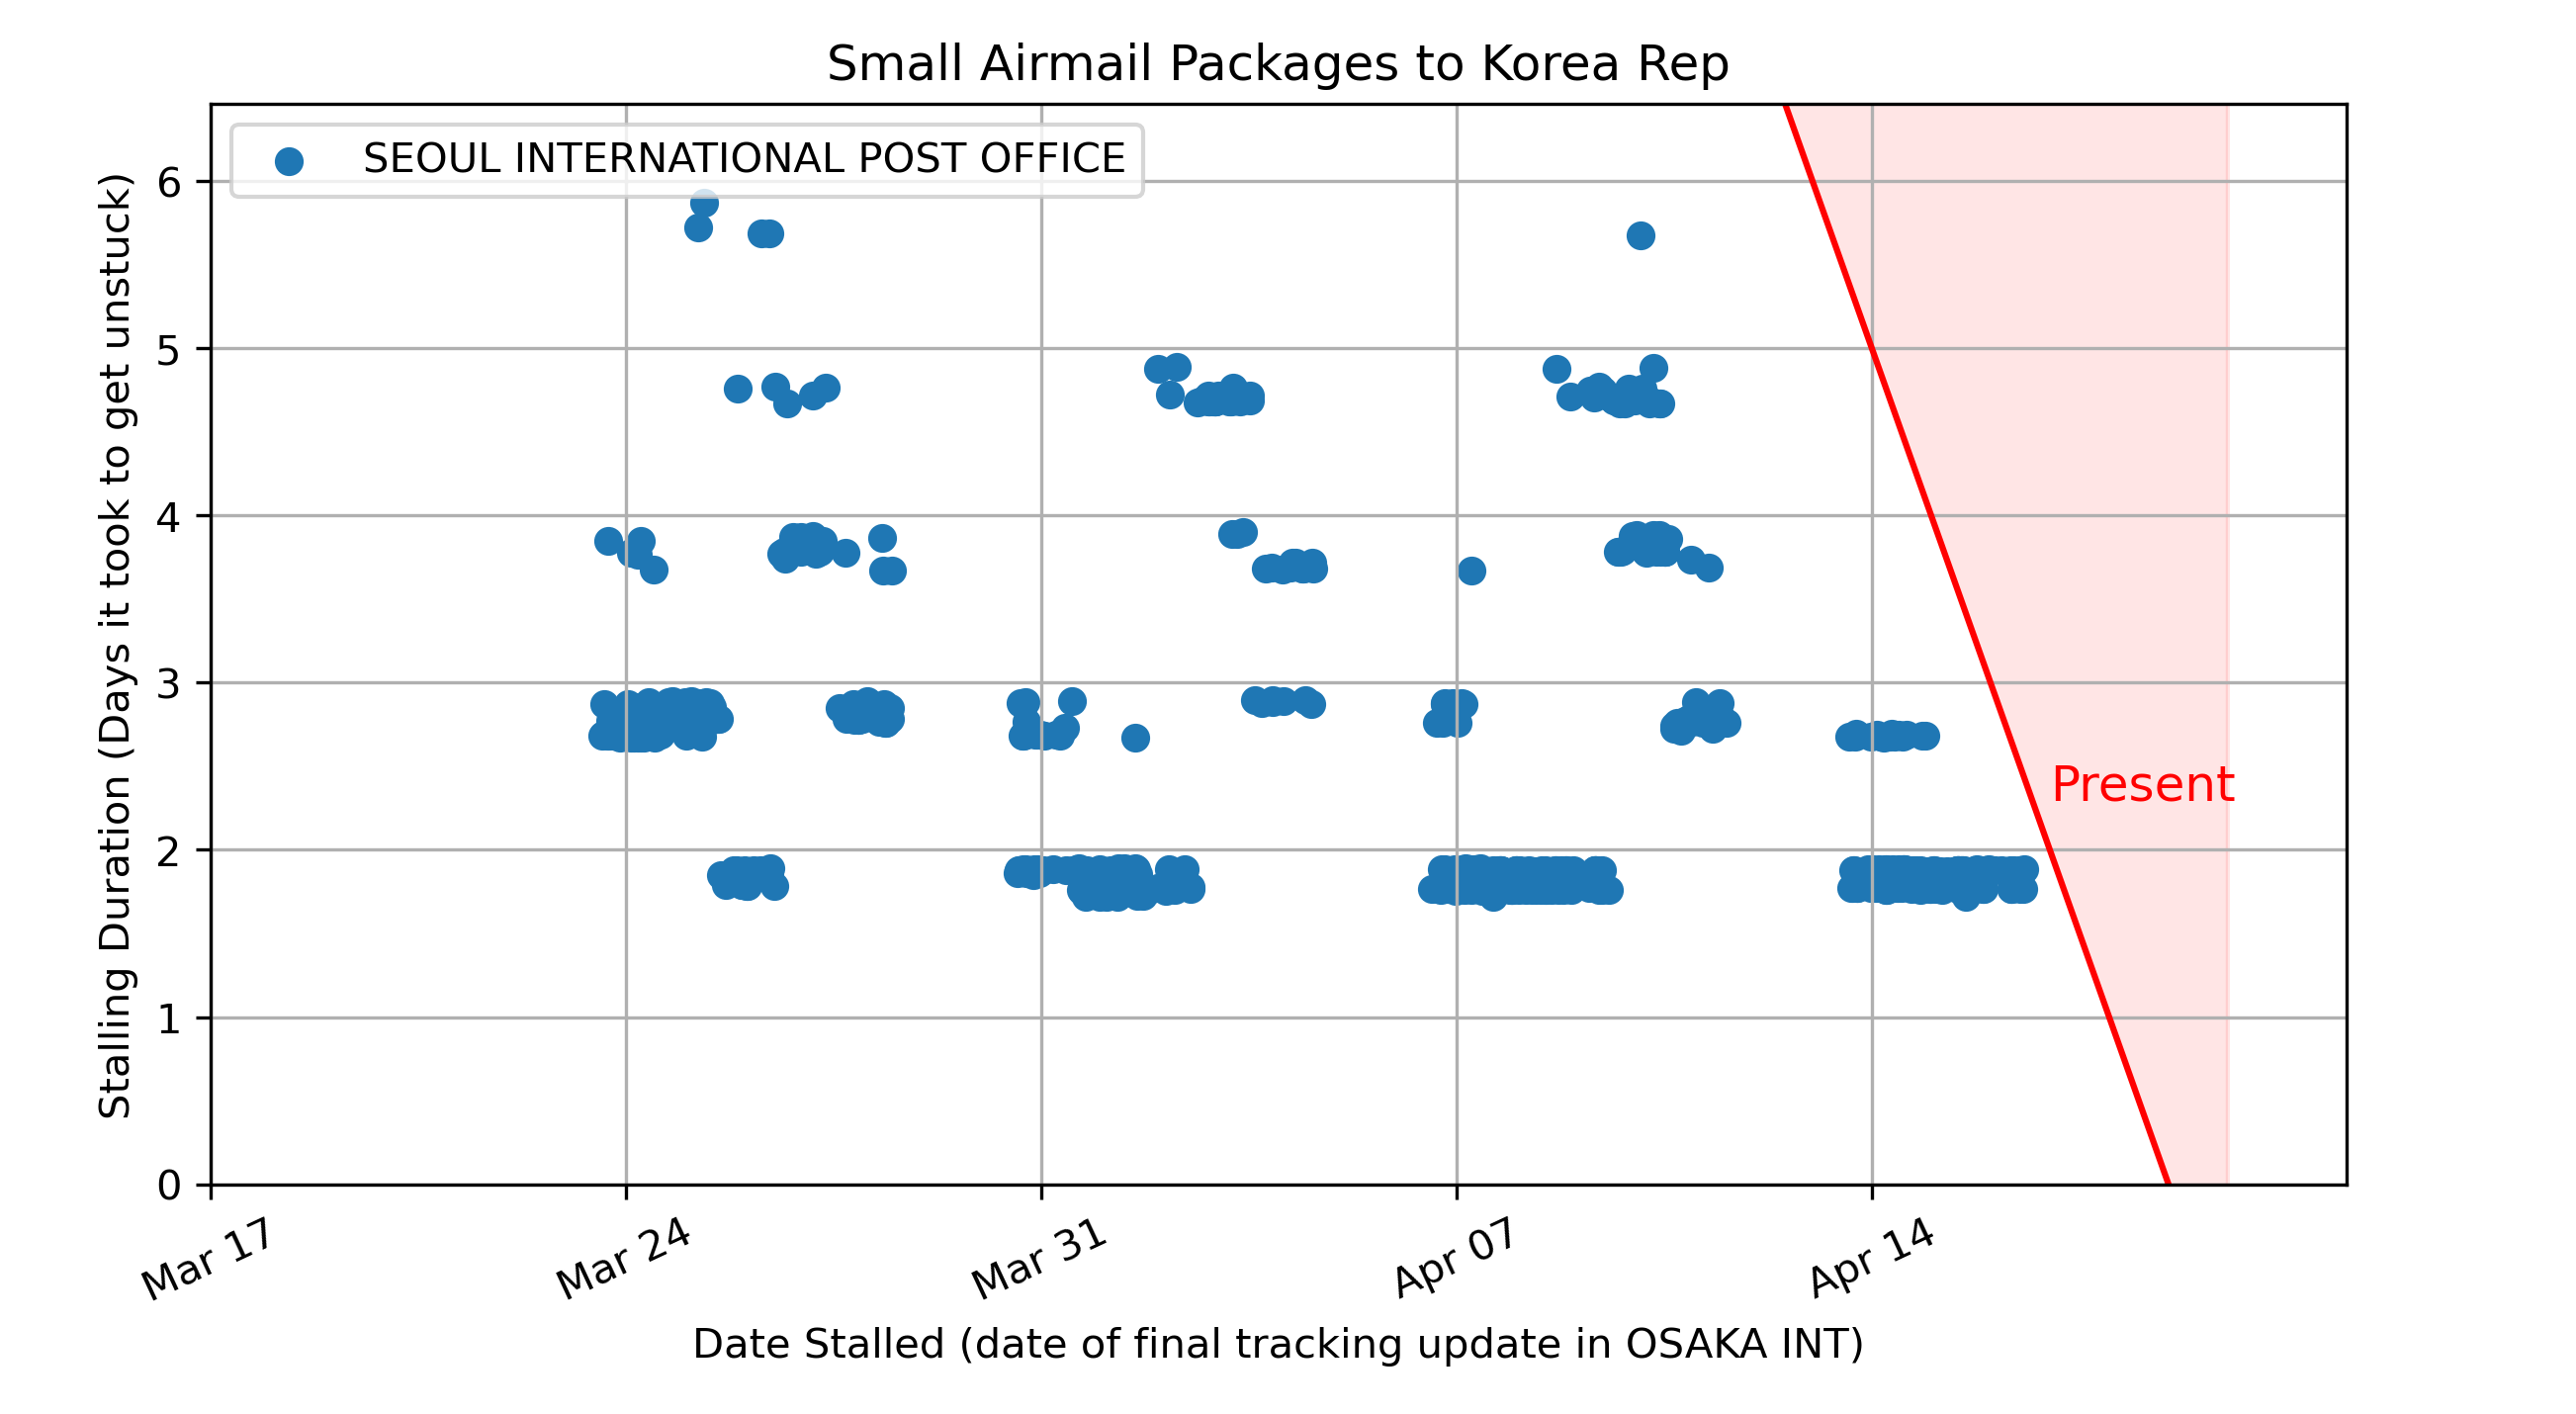 Small Airmail Packages to Korea Rep
SEOUL INTERNATIONAL POST OFFICE
Stalling Duration (Days it took to get unstuck)
6
5
4
3
2
1
0
Present
Mar 17
Mar 24
Mar 31
Apr 07
Apr 14
Date Stalled (date of final tracking update in OSAKA INT)